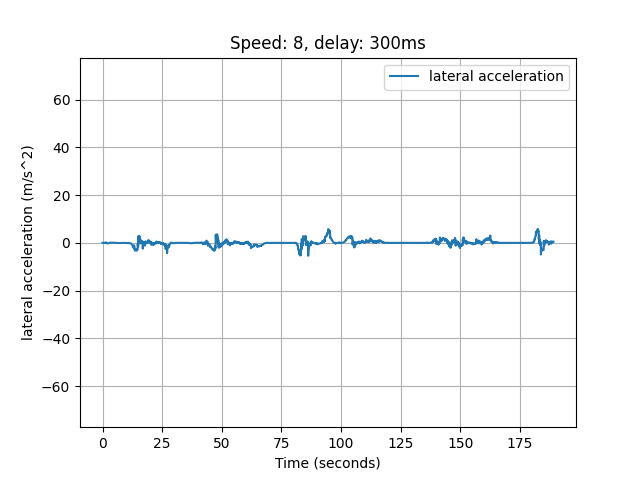 Speed: 8, delay: 300ms
lateral acceleration
lateral acceleration (m/s^2)
60
40
20
0
−20
−40
−60
0 25 50 75 100 125 150 175
Time (seconds)